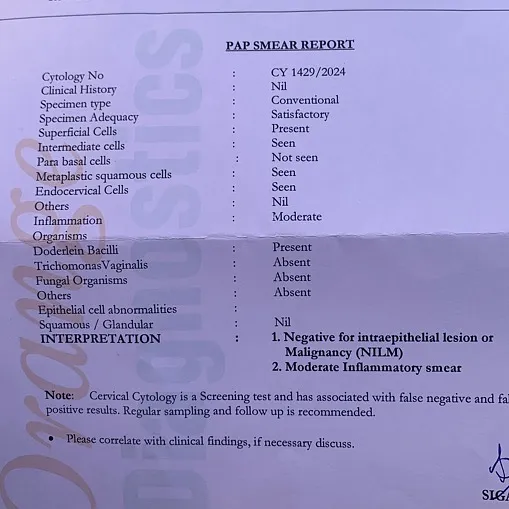 PAP SMEAR REPORT
Cytology No : CY 1429/2024
Clinical History : Nil
Specimen type : Conventional
Specimen Adequacy : Satisfactory
Superficial Cells : Present
Intermediate cells : Seen
Para basal cells : Not seen
Metaplastic squamous cells : Seen
Endocervical Cells : Seen
Others : Nil
Inflammation : Moderate
Organisms
Doderlein Bacilli : Present
TrichomonasVaginalis : Absent
Fungal Organisms : Absent
Others : Absent
Epithelial cell abnormalities :
Squamous / Glandular : Nil
INTERPRETATION : 1. Negative for intraepithelial lesion or
Malignancy (NILM)
2. Moderate Inflammatory smear
Note: Cervical Cytology is a Screening test and has associated with false negative and
positive results. Regular sampling and follow up is recommended.
• Please correlate with clinical findings, if necessary discuss.
Orange
Diagnostics